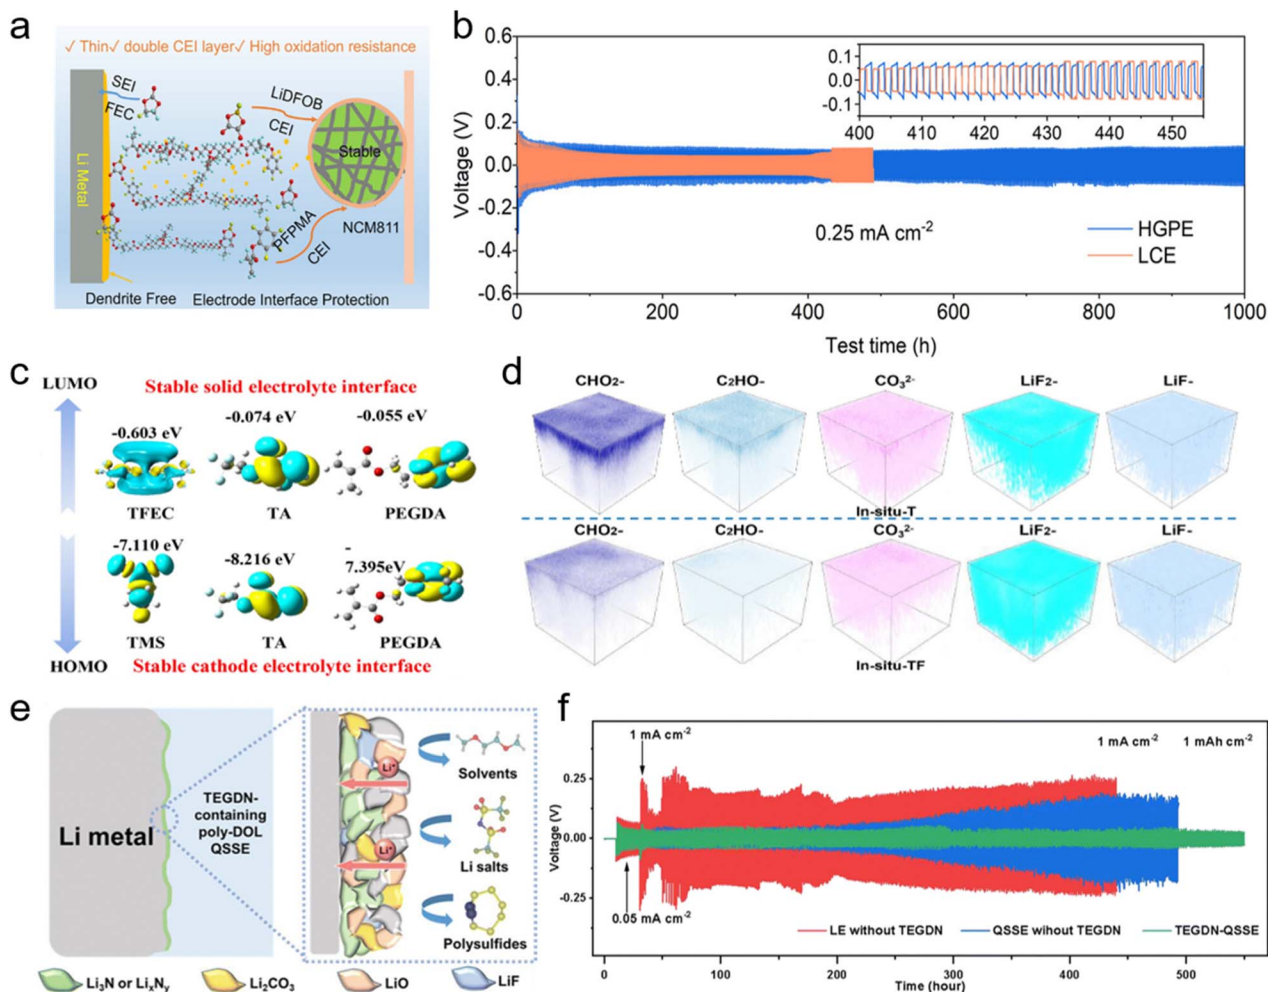 a
✓ Thin✓ double CEI layer✓ High oxidation resistance
SEI
FEC
LiDFOB
CEI
Stable
Li Metal
PFPMA
CEI
NCM811
Dendrite Free
Electrode Interface Protection
b
Voltage (V)
0.6
0.4
0.2
0.0
-0.2
-0.4
-0.6
0.1
0.0
-0.1
400 410 420 430 440 450
0.25 mA cm-2
HGPE
LCE
0 200 400 600 800 1000
Test time (h)
c
LUMO
Stable solid electrolyte interface
-0.603 eV
-0.074 eV
-0.055 eV
TFEC
TA
PEGDA
-7.110 eV
-8.216 eV
-
7.395eV
TMS
TA
PEGDA
HOMO
Stable cathode electrolyte interface
d
CHO2- C2HO- CO₃²⁻ LiF2- LiF-
In-situ-T
CHO2- C2HO- CO₃²⁻ LiF2- LiF-
In-situ-TF
e
Li metal
TEGDN-
containing
poly-DOL
QSSE
Li⁺
Li⁺
Solvents
Li salts
Polysulfides
Li₃N or LiₓNᵧ
Li₂CO₃
LiO
LiF
f
1 mA cm-2
1 mA cm-2 1 mAh cm-2
Voltage (V)
0.25
0.00
-0.25
0.05 mA cm-2
LE without TEGDN
QSSE wihout TEGDN
TEGDN-QSSE
0 100 200 300 400 500
Time (hour)